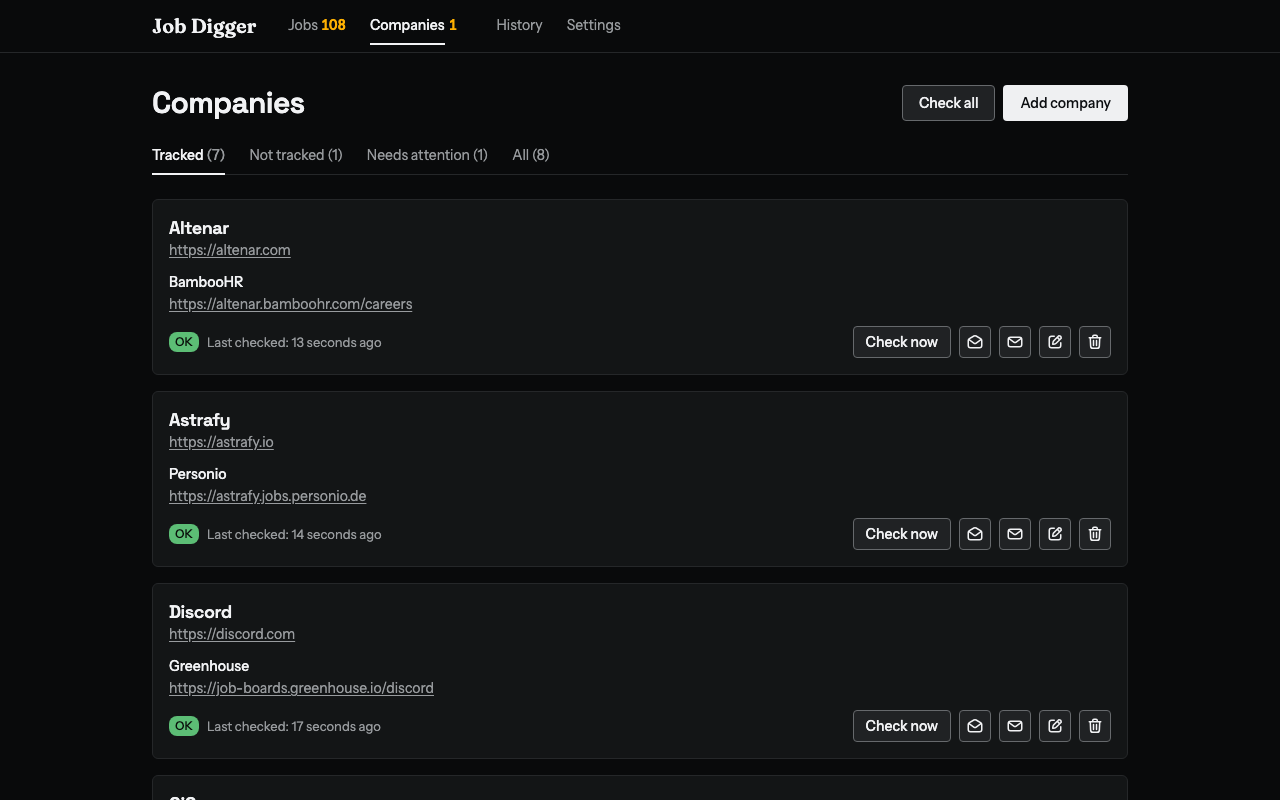 Job Digger Jobs 108 Companies 1 History Settings
Companies
Check all Add company
Tracked (7) Not tracked (1) Needs attention (1) All (8)
Altenar
https://altenar.com
BambooHR
https://altenar.bamboohr.com/careers
OK Last checked: 13 seconds ago Check now
Astrafy
https://astrafy.io
Personio
https://astrafy.jobs.personio.de
OK Last checked: 14 seconds ago Check now
Discord
https://discord.com
Greenhouse
https://job-boards.greenhouse.io/discord
OK Last checked: 17 seconds ago Check now